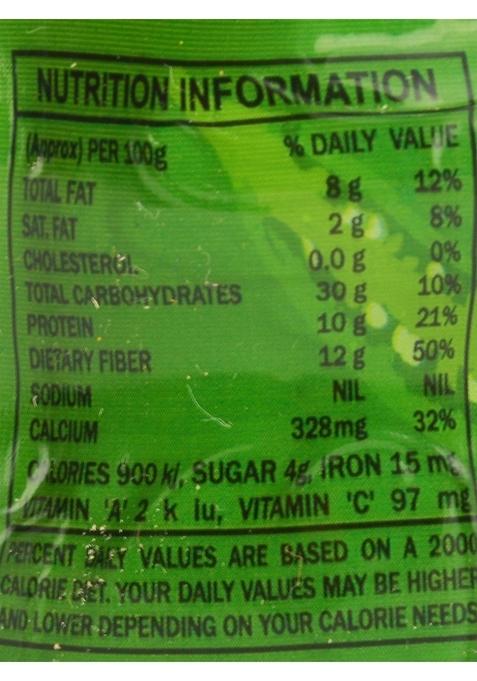 NUTRITION INFORMATION
(Approx) PER 100g % DAILY VALUE
TOTAL FAT 8 g 12%
SAT. FAT 2 g 8%
CHOLESTEROL 0.0 g 0%
TOTAL CARBOHYDRATES 30 g 10%
PROTEIN 10 g 21%
DIETARY FIBER 12 g 50%
SODIUM NIL NIL
CALCIUM 328mg 32%
CALORIES 900 kj, SUGAR 4g, IRON 15 mg
VITAMIN 'A' 2 k Iu, VITAMIN 'C' 97 mg
PERCENT DAILY VALUES ARE BASED ON A 2000
CALORIE DIET. YOUR DAILY VALUES MAY BE HIGHER
AND LOWER DEPENDING ON YOUR CALORIE NEEDS